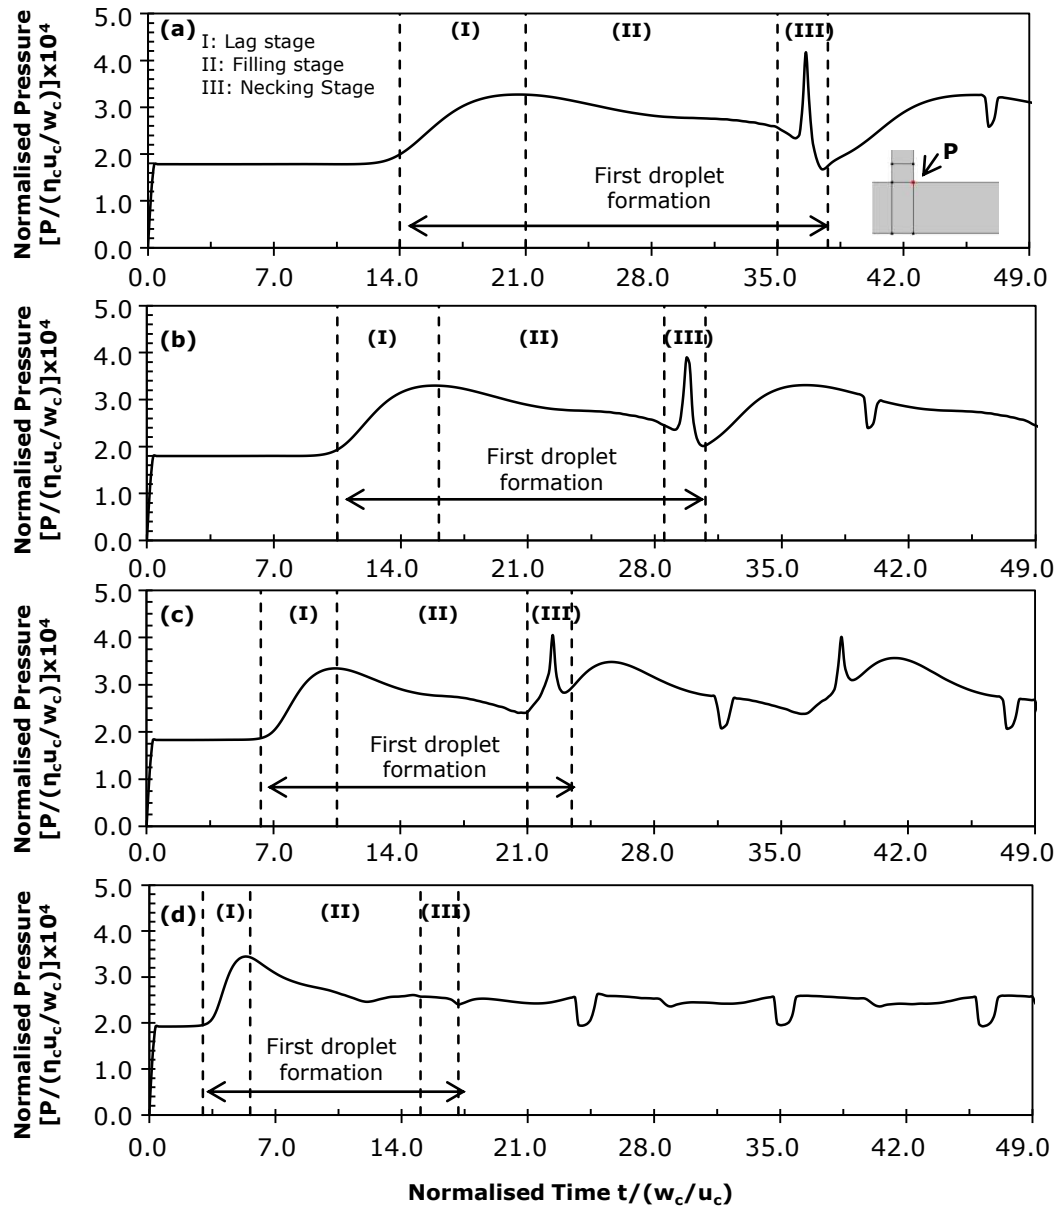 5.0
(a)
(I)
(II)
(III)
I: Lag stage
II: Filling stage
III: Necking Stage
4.0
3.0
2.0
1.0
0.0
Normalised Pressure
[P/(ηcuc/wc)]x10⁴
P
First droplet
formation
0.0 7.0 14.0 21.0 28.0 35.0 42.0 49.0
5.0
(b)
(I)
(II)
(III)
4.0
3.0
2.0
1.0
0.0
Normalised Pressure
[P/(ηcuc/wc)]x10⁴
First droplet
formation
0.0 7.0 14.0 21.0 28.0 35.0 42.0 49.0
5.0
(c)
(I)
(II)
(III)
4.0
3.0
2.0
1.0
0.0
Normalised Pressure
[P/(ηcuc/wc)]x10⁴
First droplet
formation
0.0 7.0 14.0 21.0 28.0 35.0 42.0 49.0
5.0
(d)
(I)
(II)
(III)
4.0
3.0
2.0
1.0
0.0
Normalised Pressure
[P/(ηcuc/wc)]x10⁴
First droplet
formation
0.0 7.0 14.0 21.0 28.0 35.0 42.0 49.0
Normalised Time t/(wc/uc)